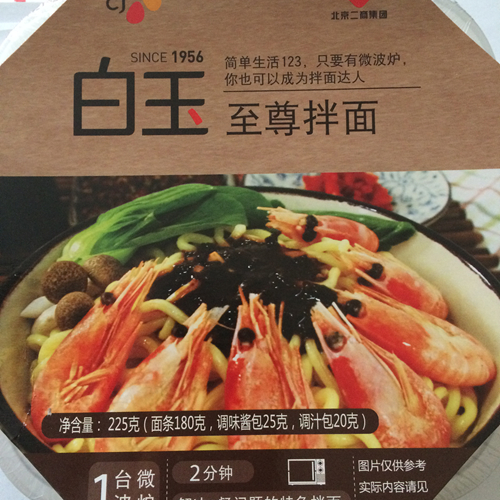 CJ
北京二商集团
SINCE 1956
白玉
简单生活123,只要有微波炉,
你也可以成为拌面达人
至尊拌面
净含量: 225克(面条180克,调味酱包25克,调汁包20克)
1台微波炉
2分钟
图片仅供参考
实际内容请见